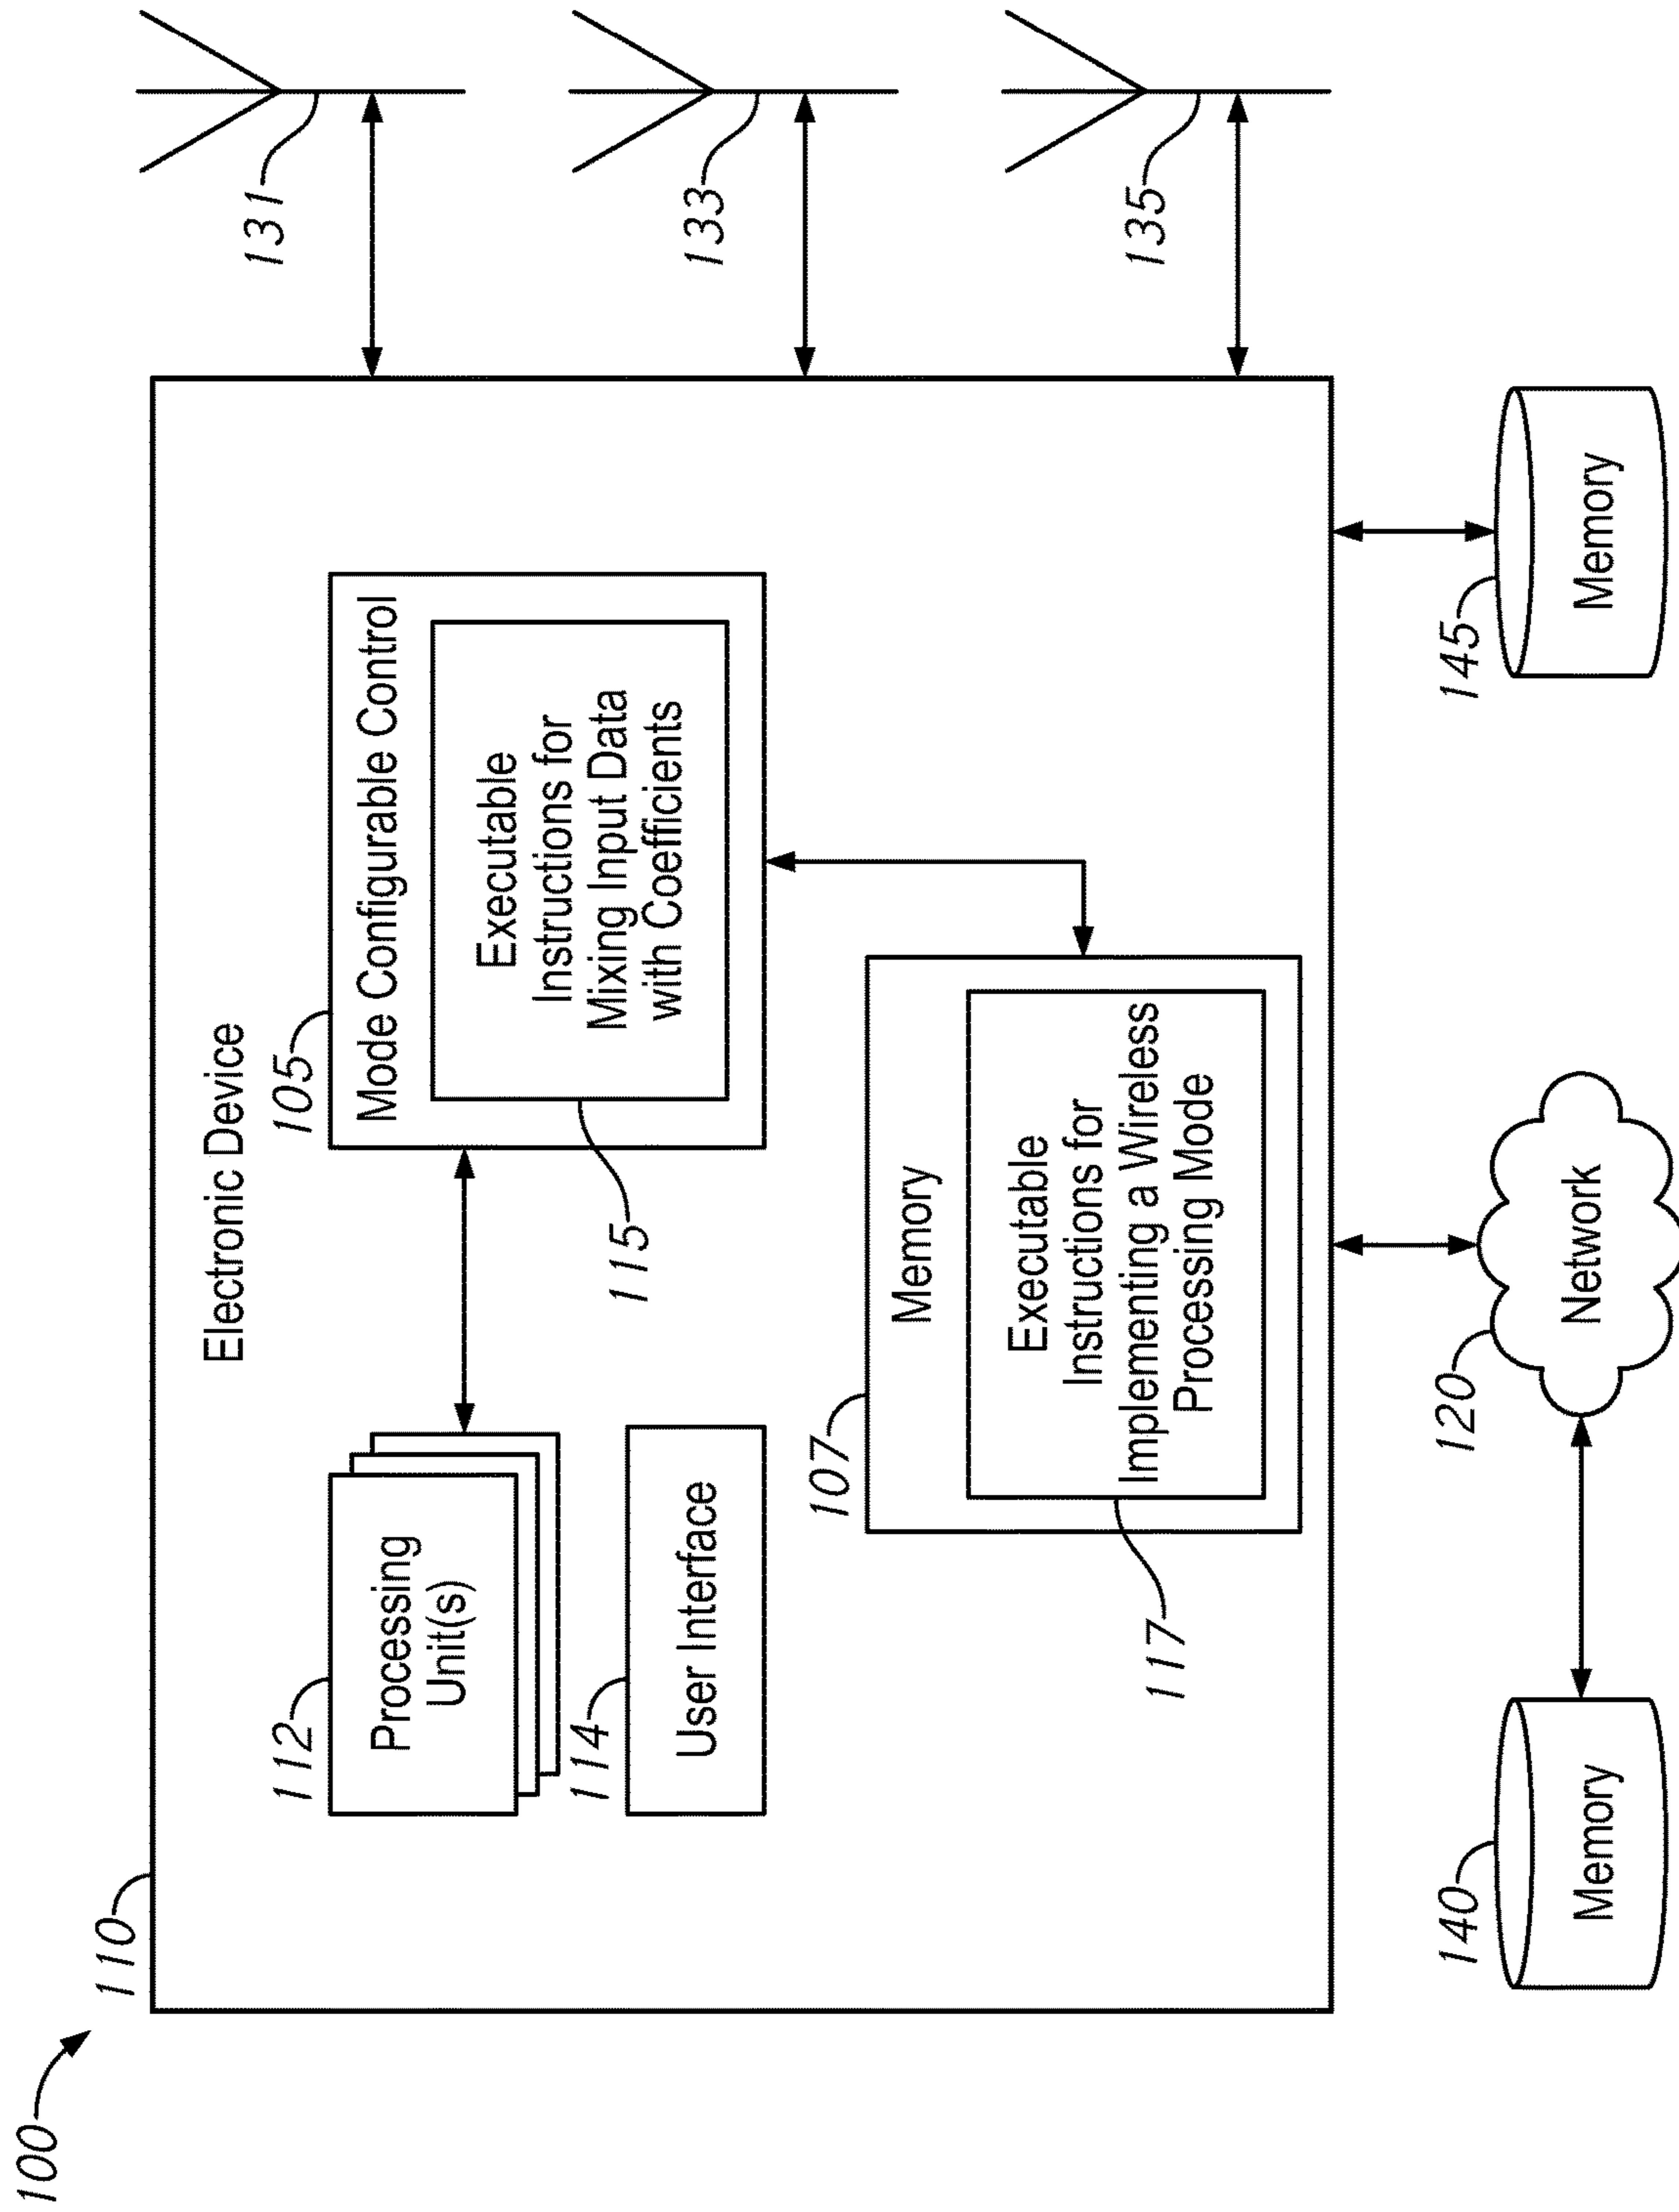 100
110
Electronic Device
112
Processing
Unit(s)
105
Mode Configurable Control
Executable
Instructions for
Mixing Input Data
with Coefficients
115
114
User Interface
107
Memory
Executable
Instructions for
Implementing a Wireless
Processing Mode
117
131
133
135
140
Memory
120
Network
145
Memory